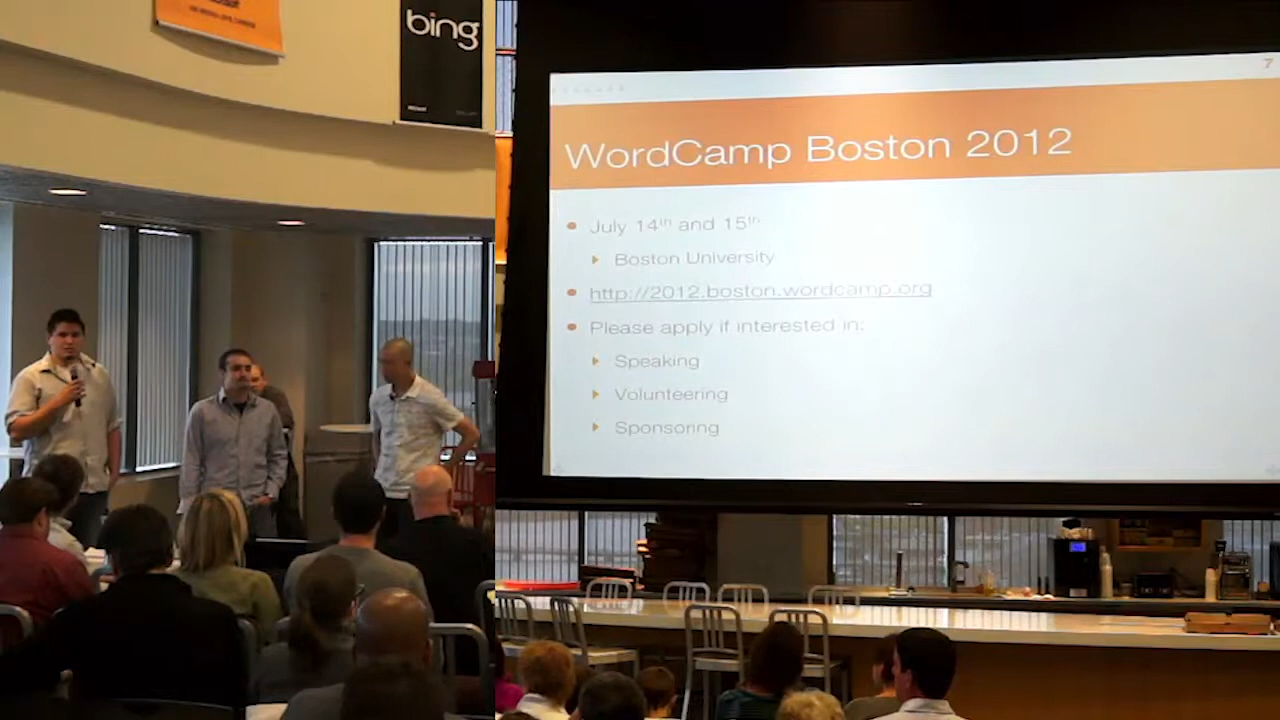 bing
7
WordCamp Boston 2012
July 14th and 15th
Boston University
http://2012.boston.wordcamp.org
Please apply if interested in:
Speaking
Volunteering
Sponsoring